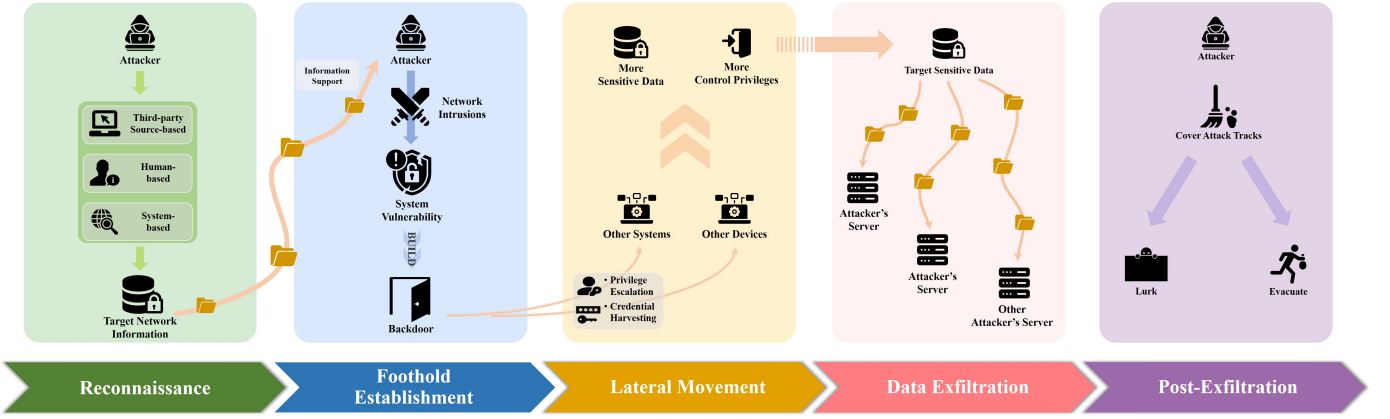 Attacker
Third-party
Source-based
Human-
based
System-
based
Target Network
Information
Information
Support
Attacker
Network
Intrusions
System
Vulnerability
BUILD
Backdoor
More
Sensitive Data
More
Control Privileges
Other Systems
Other Devices
• Privilege
Escalation
• Credential
Harvesting
Target Sensitive Data
Attacker's
Server
Attacker's
Server
Other
Attacker's Server
Attacker
Cover Attack Tracks
Lurk
Evacuate
Reconnaissance
Foothold
Establishment
Lateral Movement
Data Exfiltration
Post-Exfiltration